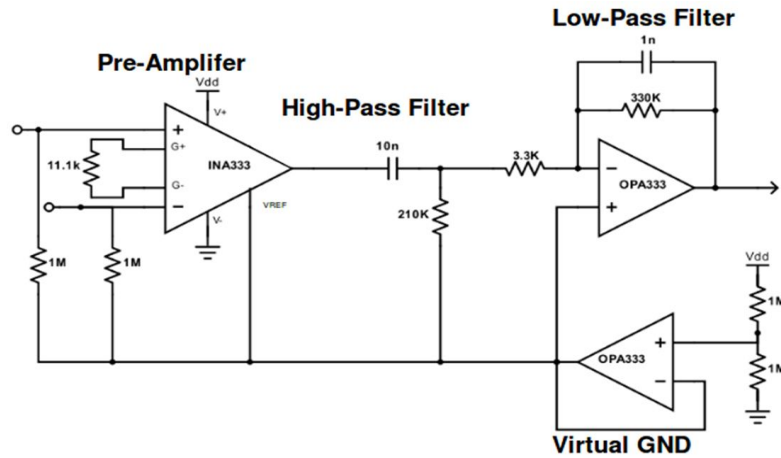 Low-Pass Filter
1n
Pre-Amplifer
Vdd
V+
High-Pass Filter
330K
+
G+
11.1k
INA333
10n
3.3K
-
OPA333
G-
-
+
VREF
210K
V-
Vdd
1M
1M
1M
OPA333
+
-
1M
Virtual GND